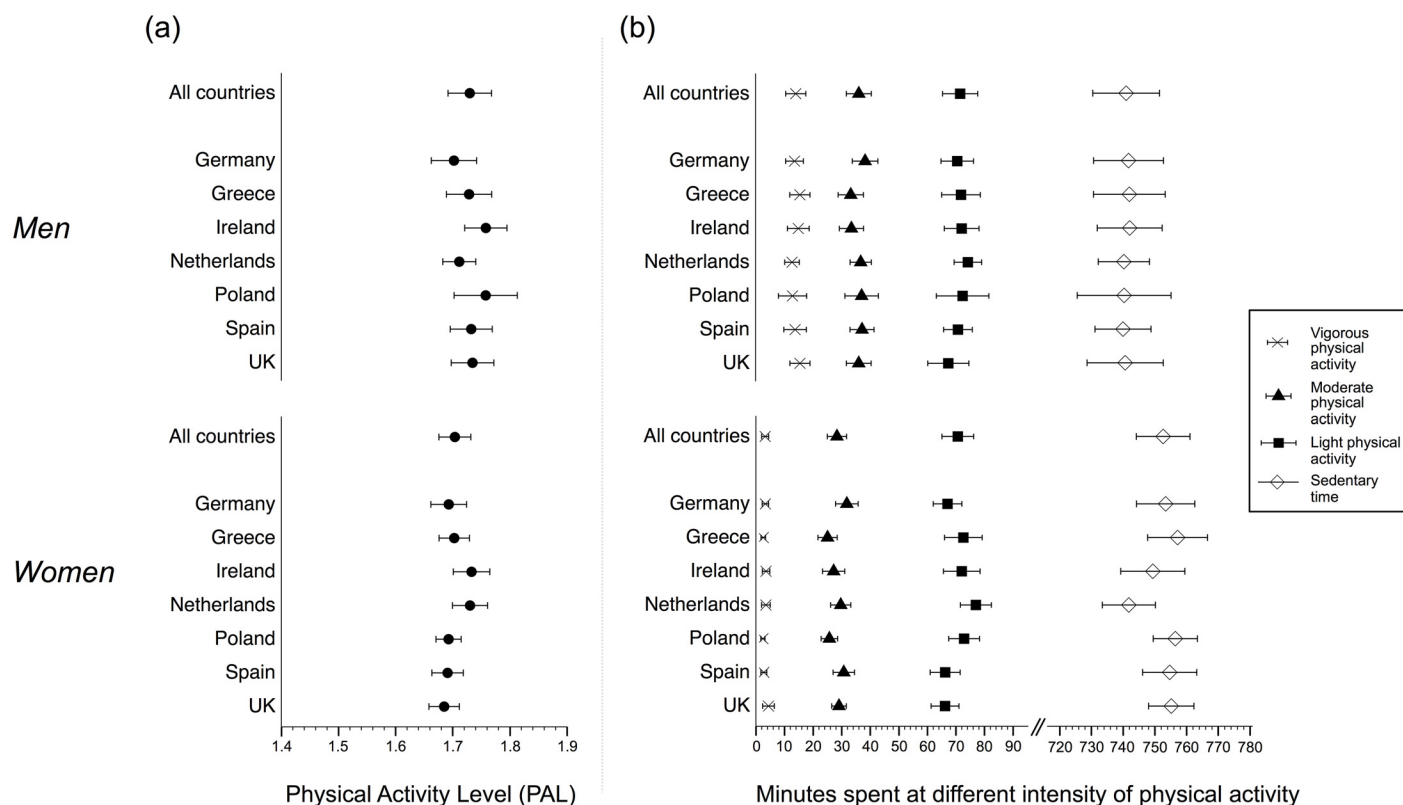 (a)
(b)
Men
All countries
Germany
Greece
Ireland
Netherlands
Poland
Spain
UK
All countries
Germany
Greece
Ireland
Netherlands
Poland
Spain
UK
Women
All countries
Germany
Greece
Ireland
Netherlands
Poland
Spain
UK
All countries
Germany
Greece
Ireland
Netherlands
Poland
Spain
UK
1.4 1.5 1.6 1.7 1.8 1.9
Physical Activity Level (PAL)
0 10 20 30 40 50 60 70 80 90 // 720 730 740 750 760 770 780
Minutes spent at different intensity of physical activity
Vigorous
physical
activity
Moderate
physical
activity
Light physical
activity
Sedentary
time